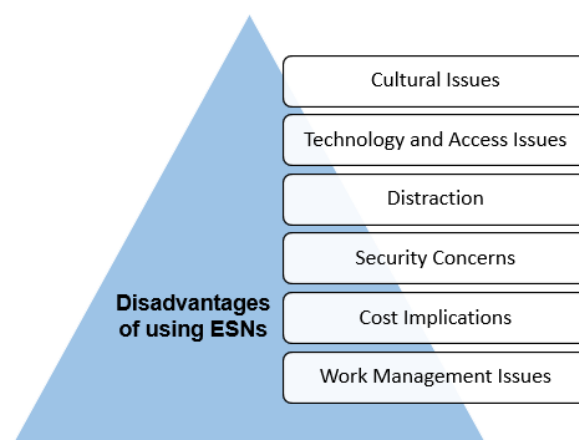 Cultural Issues
Technology and Access Issues
Distraction
Security Concerns
Disadvantages
of using ESNs
Cost Implications
Work Management Issues